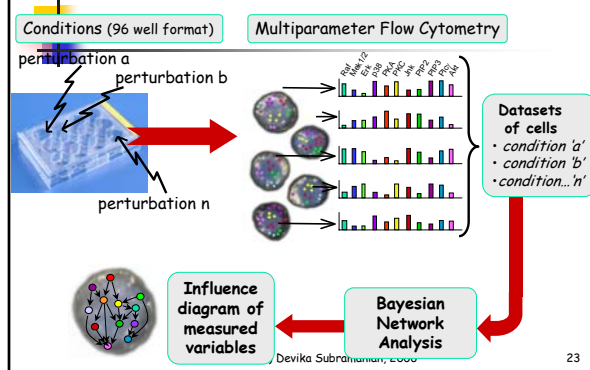 Conditions (96 well format)
Multiparameter Flow Cytometry
perturbation a
perturbation b
perturbation n
Raf
Mek1/2
Erk
p38
PKA
PKC
Jnk
PIP2
PIP3
Plcγ
Akt
Datasets
of cells
• condition 'a'
• condition 'b'
• condition...'n'
Bayesian
Network
Analysis
Influence
diagram of
measured
variables
Devika Subramanian, 2006
23